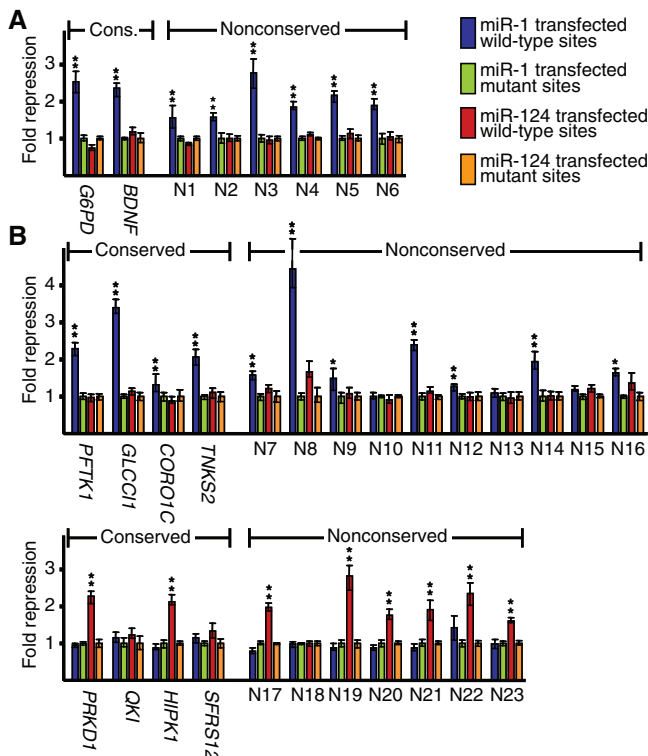 A
Cons.
Nonconserved
Fold repression
3
2
1
**
**
**
**
**
**
**
**
G6PD
BDNF
N1 N2 N3 N4 N5 N6
miR-1 transfected
wild-type sites
miR-1 transfected
mutant sites
miR-124 transfected
wild-type sites
miR-124 transfected
mutant sites
B
Conserved
Nonconserved
Fold repression
4
3
2
1
**
**
**
**
**
**
*
**
**
**
*
PFTK1
GLCCI1
CORO1C
TNKS2
N7 N8 N9 N10 N11 N12 N13 N14 N15 N16
Conserved
Nonconserved
Fold repression
3
2
1
**
**
**
**
**
**
**
**
PRKD1
QKI
HIPK1
SFRS12
N17 N18 N19 N20 N21 N22 N23